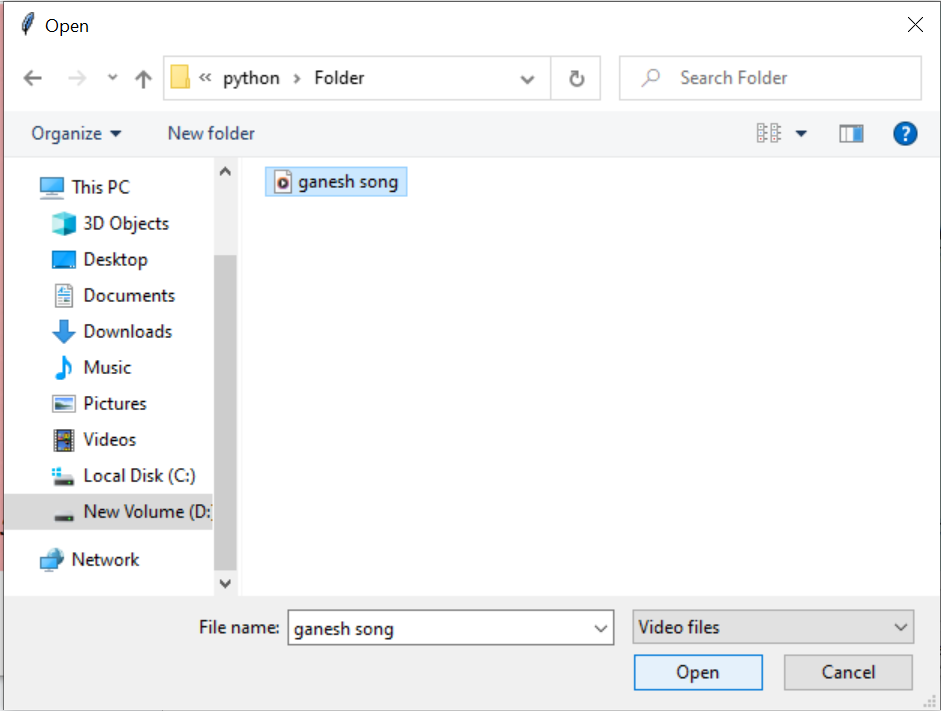 Open
« python › Folder
Search Folder
Organize
New folder
?
This PC
3D Objects
Desktop
Documents
Downloads
Music
Pictures
Videos
Local Disk (C:)
New Volume (D:
Network
ganesh song
File name: ganesh song
Video files
Open
Cancel